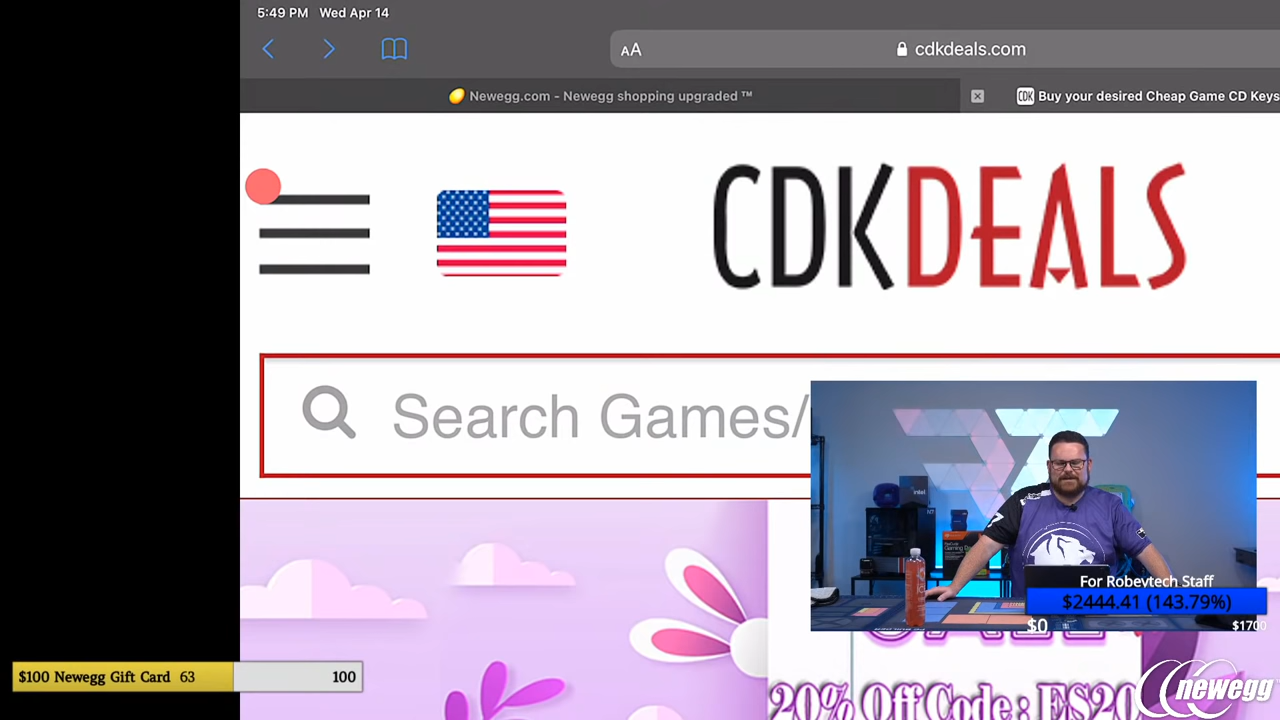 5:49 PM Wed Apr 14
AA
cdkdeals.com
Newegg.com - Newegg shopping upgraded ™
CDK Buy your desired Cheap Game CD Keys
CDKDEALS
Search Games/
intel
For Robevtech Staff
$2444.41 (143.79%)
$0
$1700
$100 Newegg Gift Card 63
100
20% Off Code : ES20
newegg